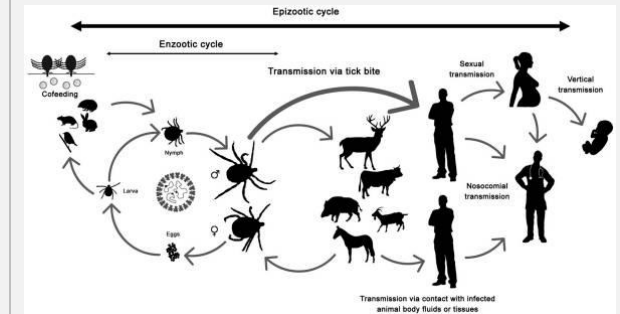 Epizootic cycle
Enzootic cycle
Transmission via tick bite
Sexual
transmission
Vertical
transmission
Cofeeding
Nymph
♂
Larva
Nosocomial
transmission
Eggs
♀
Transmission via contact with infected
animal body fluids or tissues